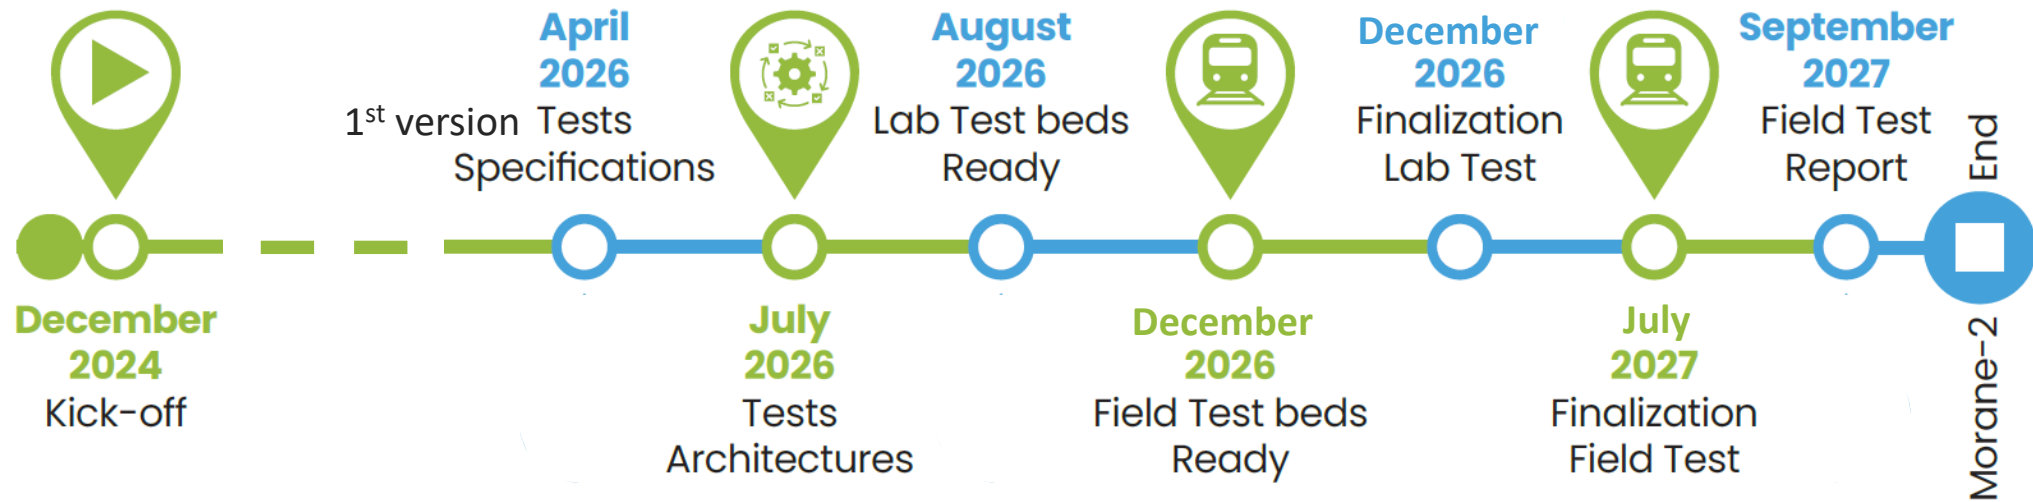 April
2026
1st version Tests
Specifications
August
2026
Lab Test beds
Ready
December
2026
Finalization
Lab Test
September
2027
Field Test
Report
End
December
2024
Kick-off
July
2026
Tests
Architectures
December
2026
Field Test beds
Ready
July
2027
Finalization
Field Test
Morane-2